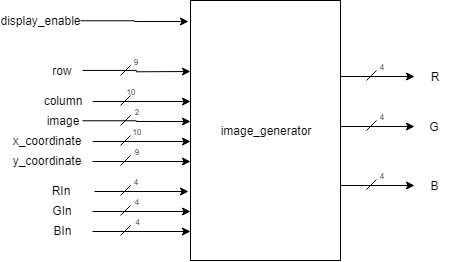 display_enable
row 9
column 10
image 2
x_coordinate 10
y_coordinate 9
RIn 4
GIn 4
BIn 4
image_generator
4 R
4 G
4 B